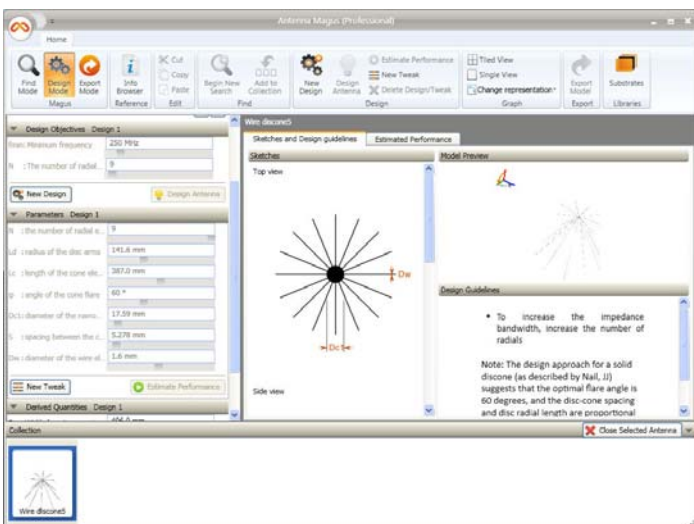 Antenna Magus (Professional)
Home
Find Mode
Design Mode
Export Mode
Magus
Info Browser
Reference
Cut
Copy
Paste
Edit
Begin New Search
Add to Collection
Find
New Design
Design Antenna
Estimate Performance
New Tweak
Delete Design/Tweak
Design
Tiled View
Single View
Change representation
Graph
Export Model
Export
Substrates
Libraries
Design Objectives Design 1
Minimum frequency 250 MHz
N : The number of radial... 9
New Design
Design Antenna
Parameters Design 1
N : the number of radial e... 9
Ld : radius of the disc arms 141.6 mm
Lc : length of the cone ele... 387.0 mm
φ : angle of the cone flare 60 °
Dc1: diameter of the narro... 17.59 mm
S : spacing between the c... 5.278 mm
Dw : diameter of the wire el... 1.6 mm
New Tweak
Estimate Performance
Derived Quantities Design 1
Wire discone5
Sketches and Design guidelines
Estimated Performance
Sketches
Top view
Dw
Dc1
Side view
Model Preview
Design Guidelines
• To increase the impedance
bandwidth, increase the number of
radials
Note: The design approach for a solid
discone (as described by Nail, JJ)
suggests that the optimal flare angle is
60 degrees, and the disc-cone spacing
and disc radial length are proportional
Collection
Close Selected Antenna
Wire discone5